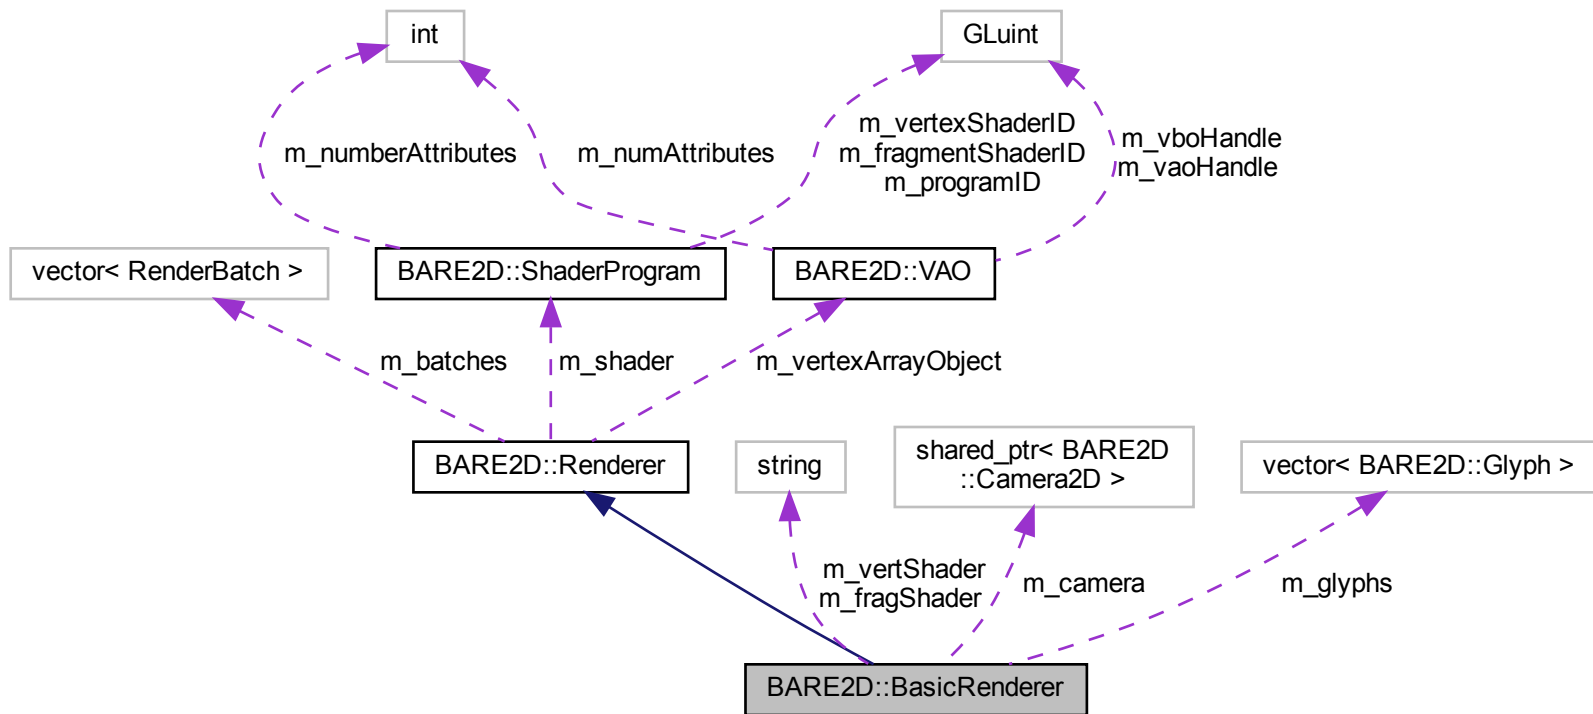 int
GLuint
m_numberAttributes
m_numAttributes
m_vertexShaderID
m_fragmentShaderID
m_programID
m_vboHandle
m_vaoHandle
vector< RenderBatch >
BARE2D::ShaderProgram
BARE2D::VAO
m_batches
m_shader
m_vertexArrayObject
BARE2D::Renderer
string
shared_ptr< BARE2D
::Camera2D >
vector< BARE2D::Glyph >
m_vertShader
m_fragShader
m_camera
m_glyphs
BARE2D::BasicRenderer